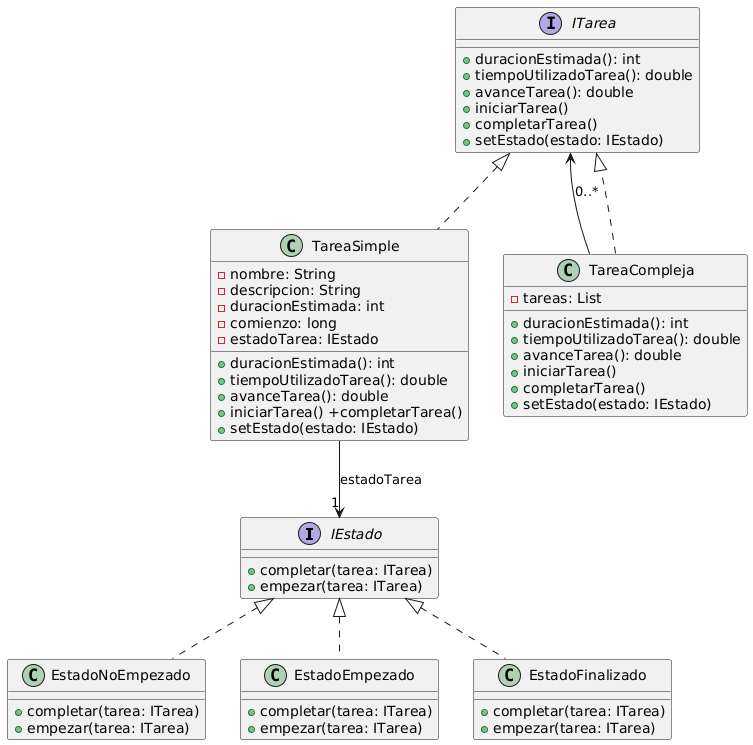 I ITarea
duracionEstimada(): int
tiempoUtilizadoTarea(): double
avanceTarea(): double
iniciarTarea()
completarTarea()
setEstado(estado: IEstado)
0..*
C TareaSimple
nombre: String
descripcion: String
duracionEstimada: int
comienzo: long
estadoTarea: IEstado
duracionEstimada(): int
tiempoUtilizadoTarea(): double
avanceTarea(): double
iniciarTarea() +completarTarea()
setEstado(estado: IEstado)
C TareaCompleja
tareas: List
duracionEstimada(): int
tiempoUtilizadoTarea(): double
avanceTarea(): double
iniciarTarea()
completarTarea()
setEstado(estado: IEstado)
estadoTarea
1
I IEstado
completar(tarea: ITarea)
empezar(tarea: ITarea)
C EstadoNoEmpezado
completar(tarea: ITarea)
empezar(tarea: ITarea)
C EstadoEmpezado
completar(tarea: ITarea)
empezar(tarea: ITarea)
C EstadoFinalizado
completar(tarea: ITarea)
empezar(tarea: ITarea)